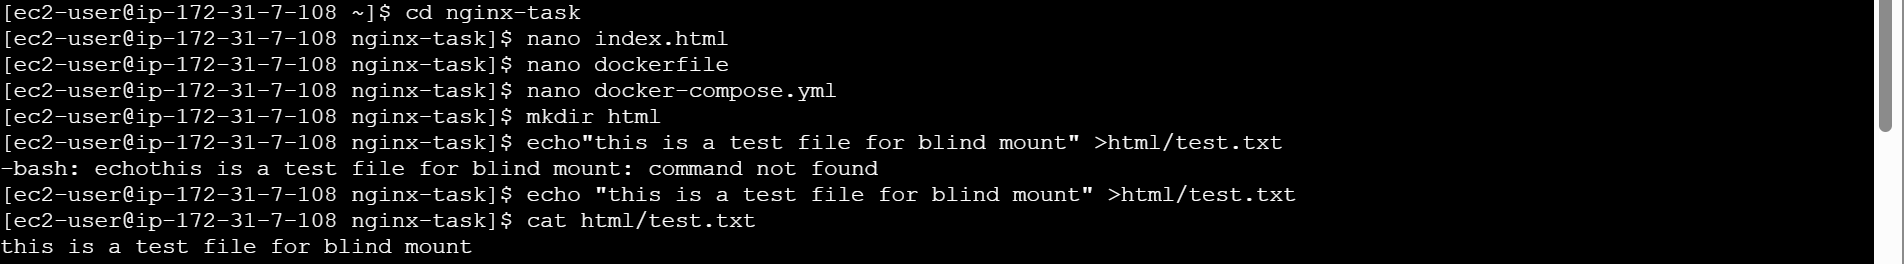 [ec2-user@ip-172-31-7-108 ~]$ cd nginx-task
[ec2-user@ip-172-31-7-108 nginx-task]$ nano index.html
[ec2-user@ip-172-31-7-108 nginx-task]$ nano dockerfile
[ec2-user@ip-172-31-7-108 nginx-task]$ nano docker-compose.yml
[ec2-user@ip-172-31-7-108 nginx-task]$ mkdir html
[ec2-user@ip-172-31-7-108 nginx-task]$ echo"this is a test file for blind mount" >html/test.txt
-bash: echothis is a test file for blind mount: command not found
[ec2-user@ip-172-31-7-108 nginx-task]$ echo "this is a test file for blind mount" >html/test.txt
[ec2-user@ip-172-31-7-108 nginx-task]$ cat html/test.txt
this is a test file for blind mount